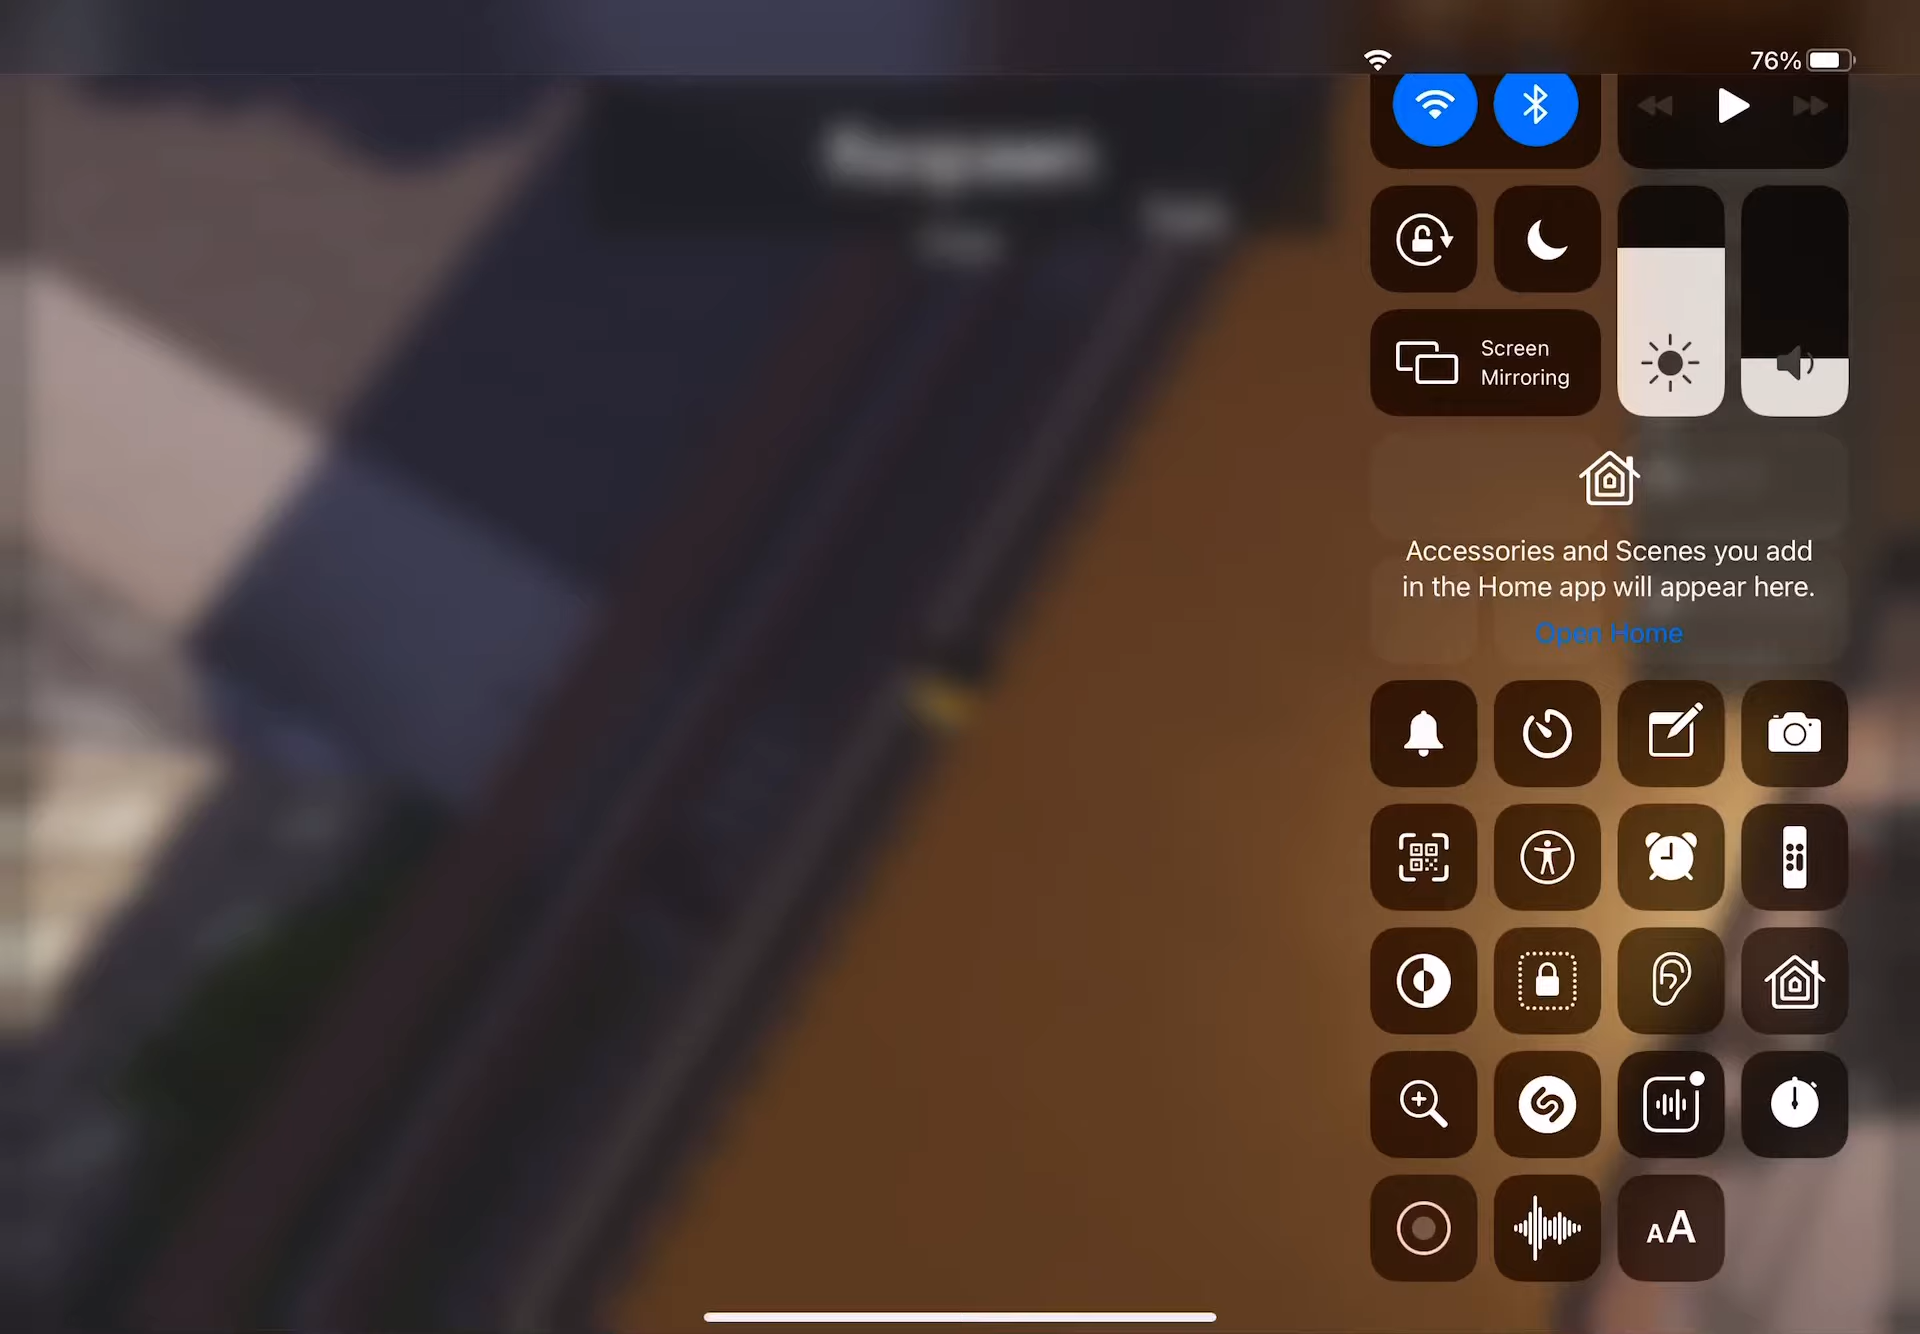 76%
Screen
Mirroring
Accessories and Scenes you add
in the Home app will appear here.
Open Home
AA